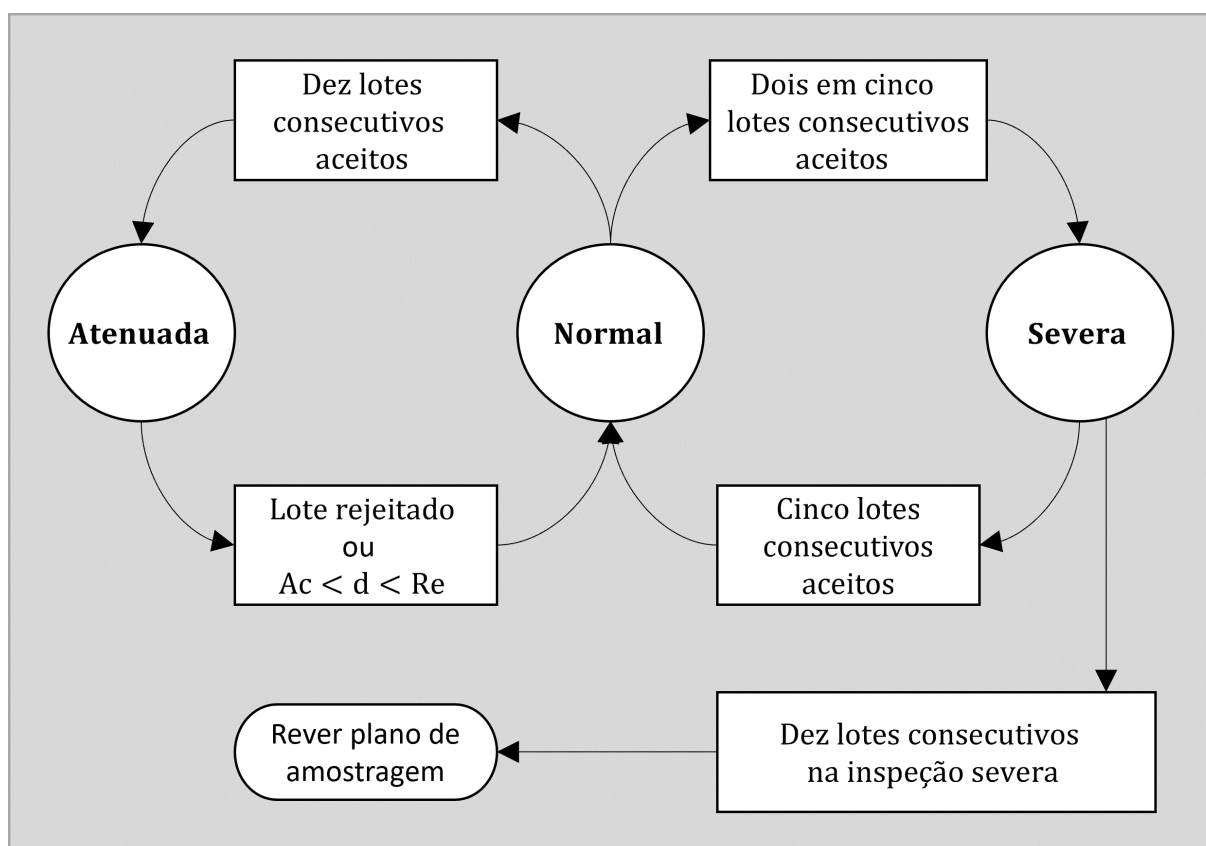 Dez lotes
consecutivos
aceitos
Dois em cinco
lotes consecutivos
aceitos
Atenuada
Normal
Severa
Lote rejeitado
ou
Ac < d < Re
Cinco lotes
consecutivos
aceitos
Rever plano de
amostragem
Dez lotes consecutivos
na inspeção severa